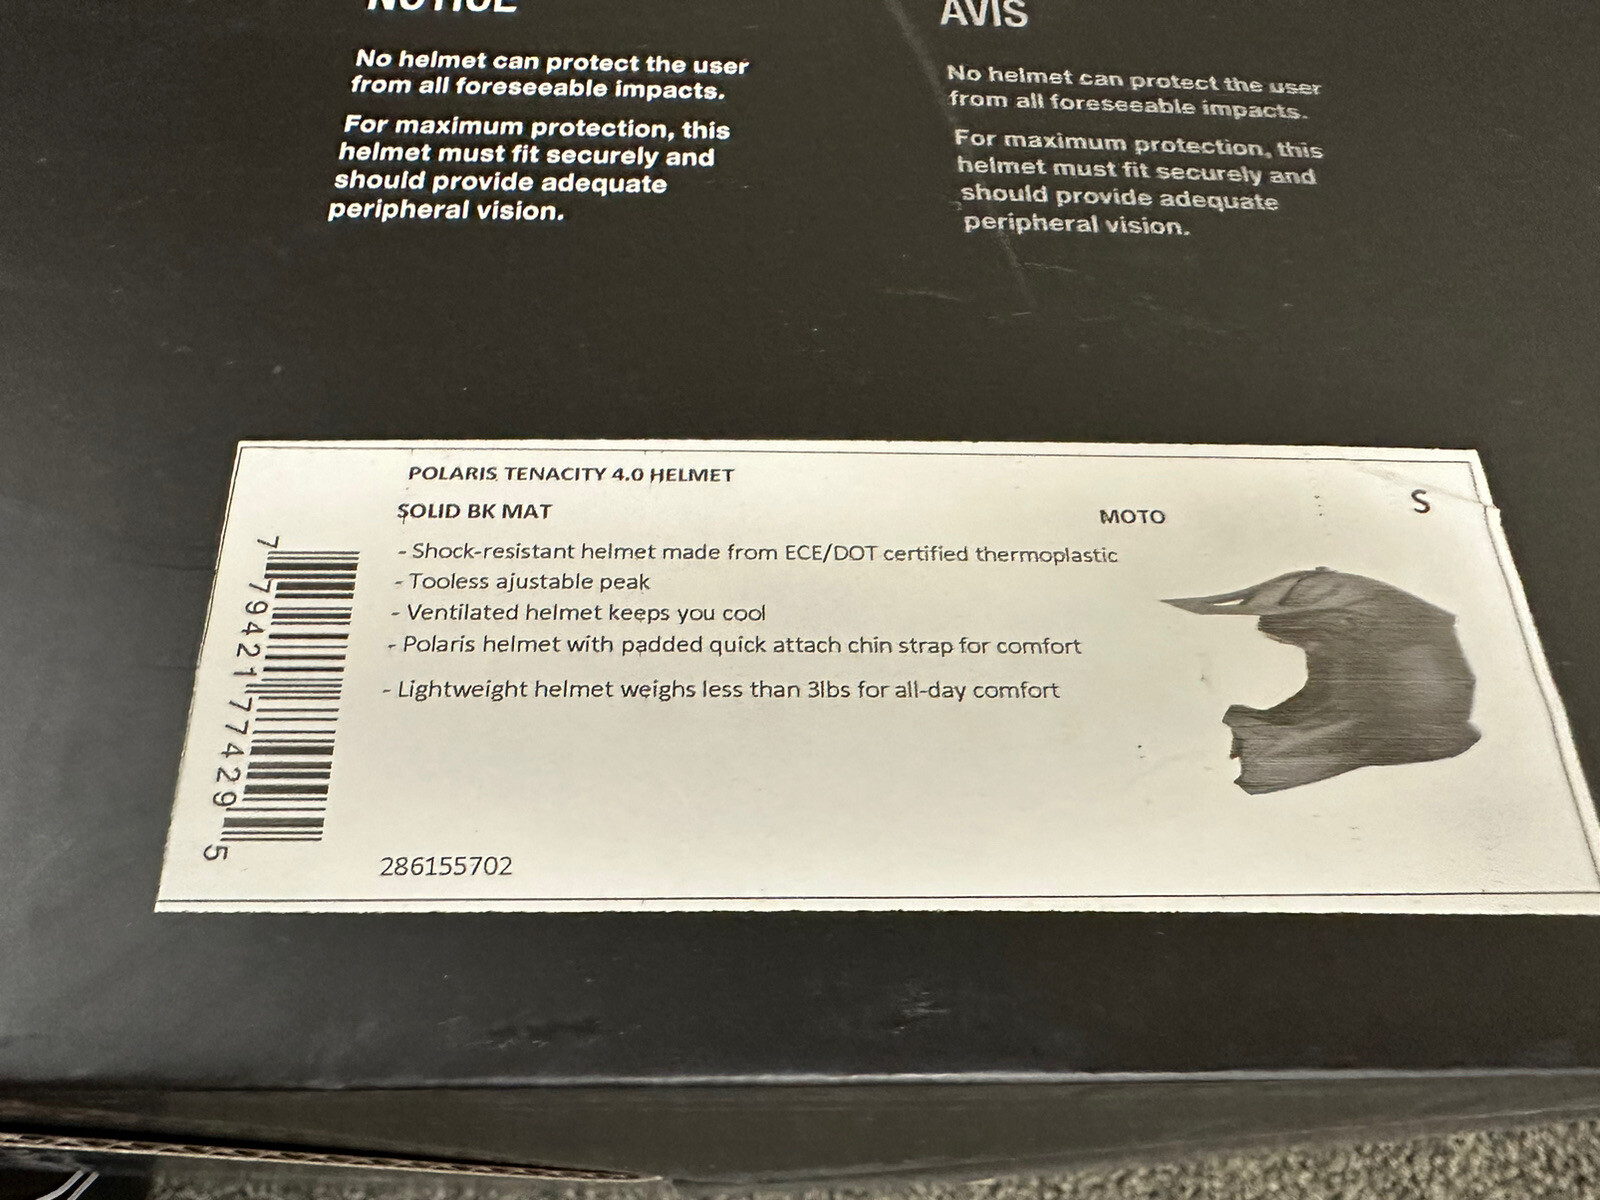 NOTICE
No helmet can protect the user
from all foreseeable impacts.
For maximum protection, this
helmet must fit securely and
should provide adequate
peripheral vision.
AVIS
No helmet can protect the user
from all foreseeable impacts.
For maximum protection, this
helmet must fit securely and
should provide adequate
peripheral vision.
POLARIS TENACITY 4.0 HELMET
SOLID BK MAT
MOTO
S
- Shock-resistant helmet made from ECE/DOT certified thermoplastic
- Tooless ajustable peak
- Ventilated helmet keeps you cool
- Polaris helmet with padded quick attach chin strap for comfort
- Lightweight helmet weighs less than 3lbs for all-day comfort
7 79421 77429 5
286155702